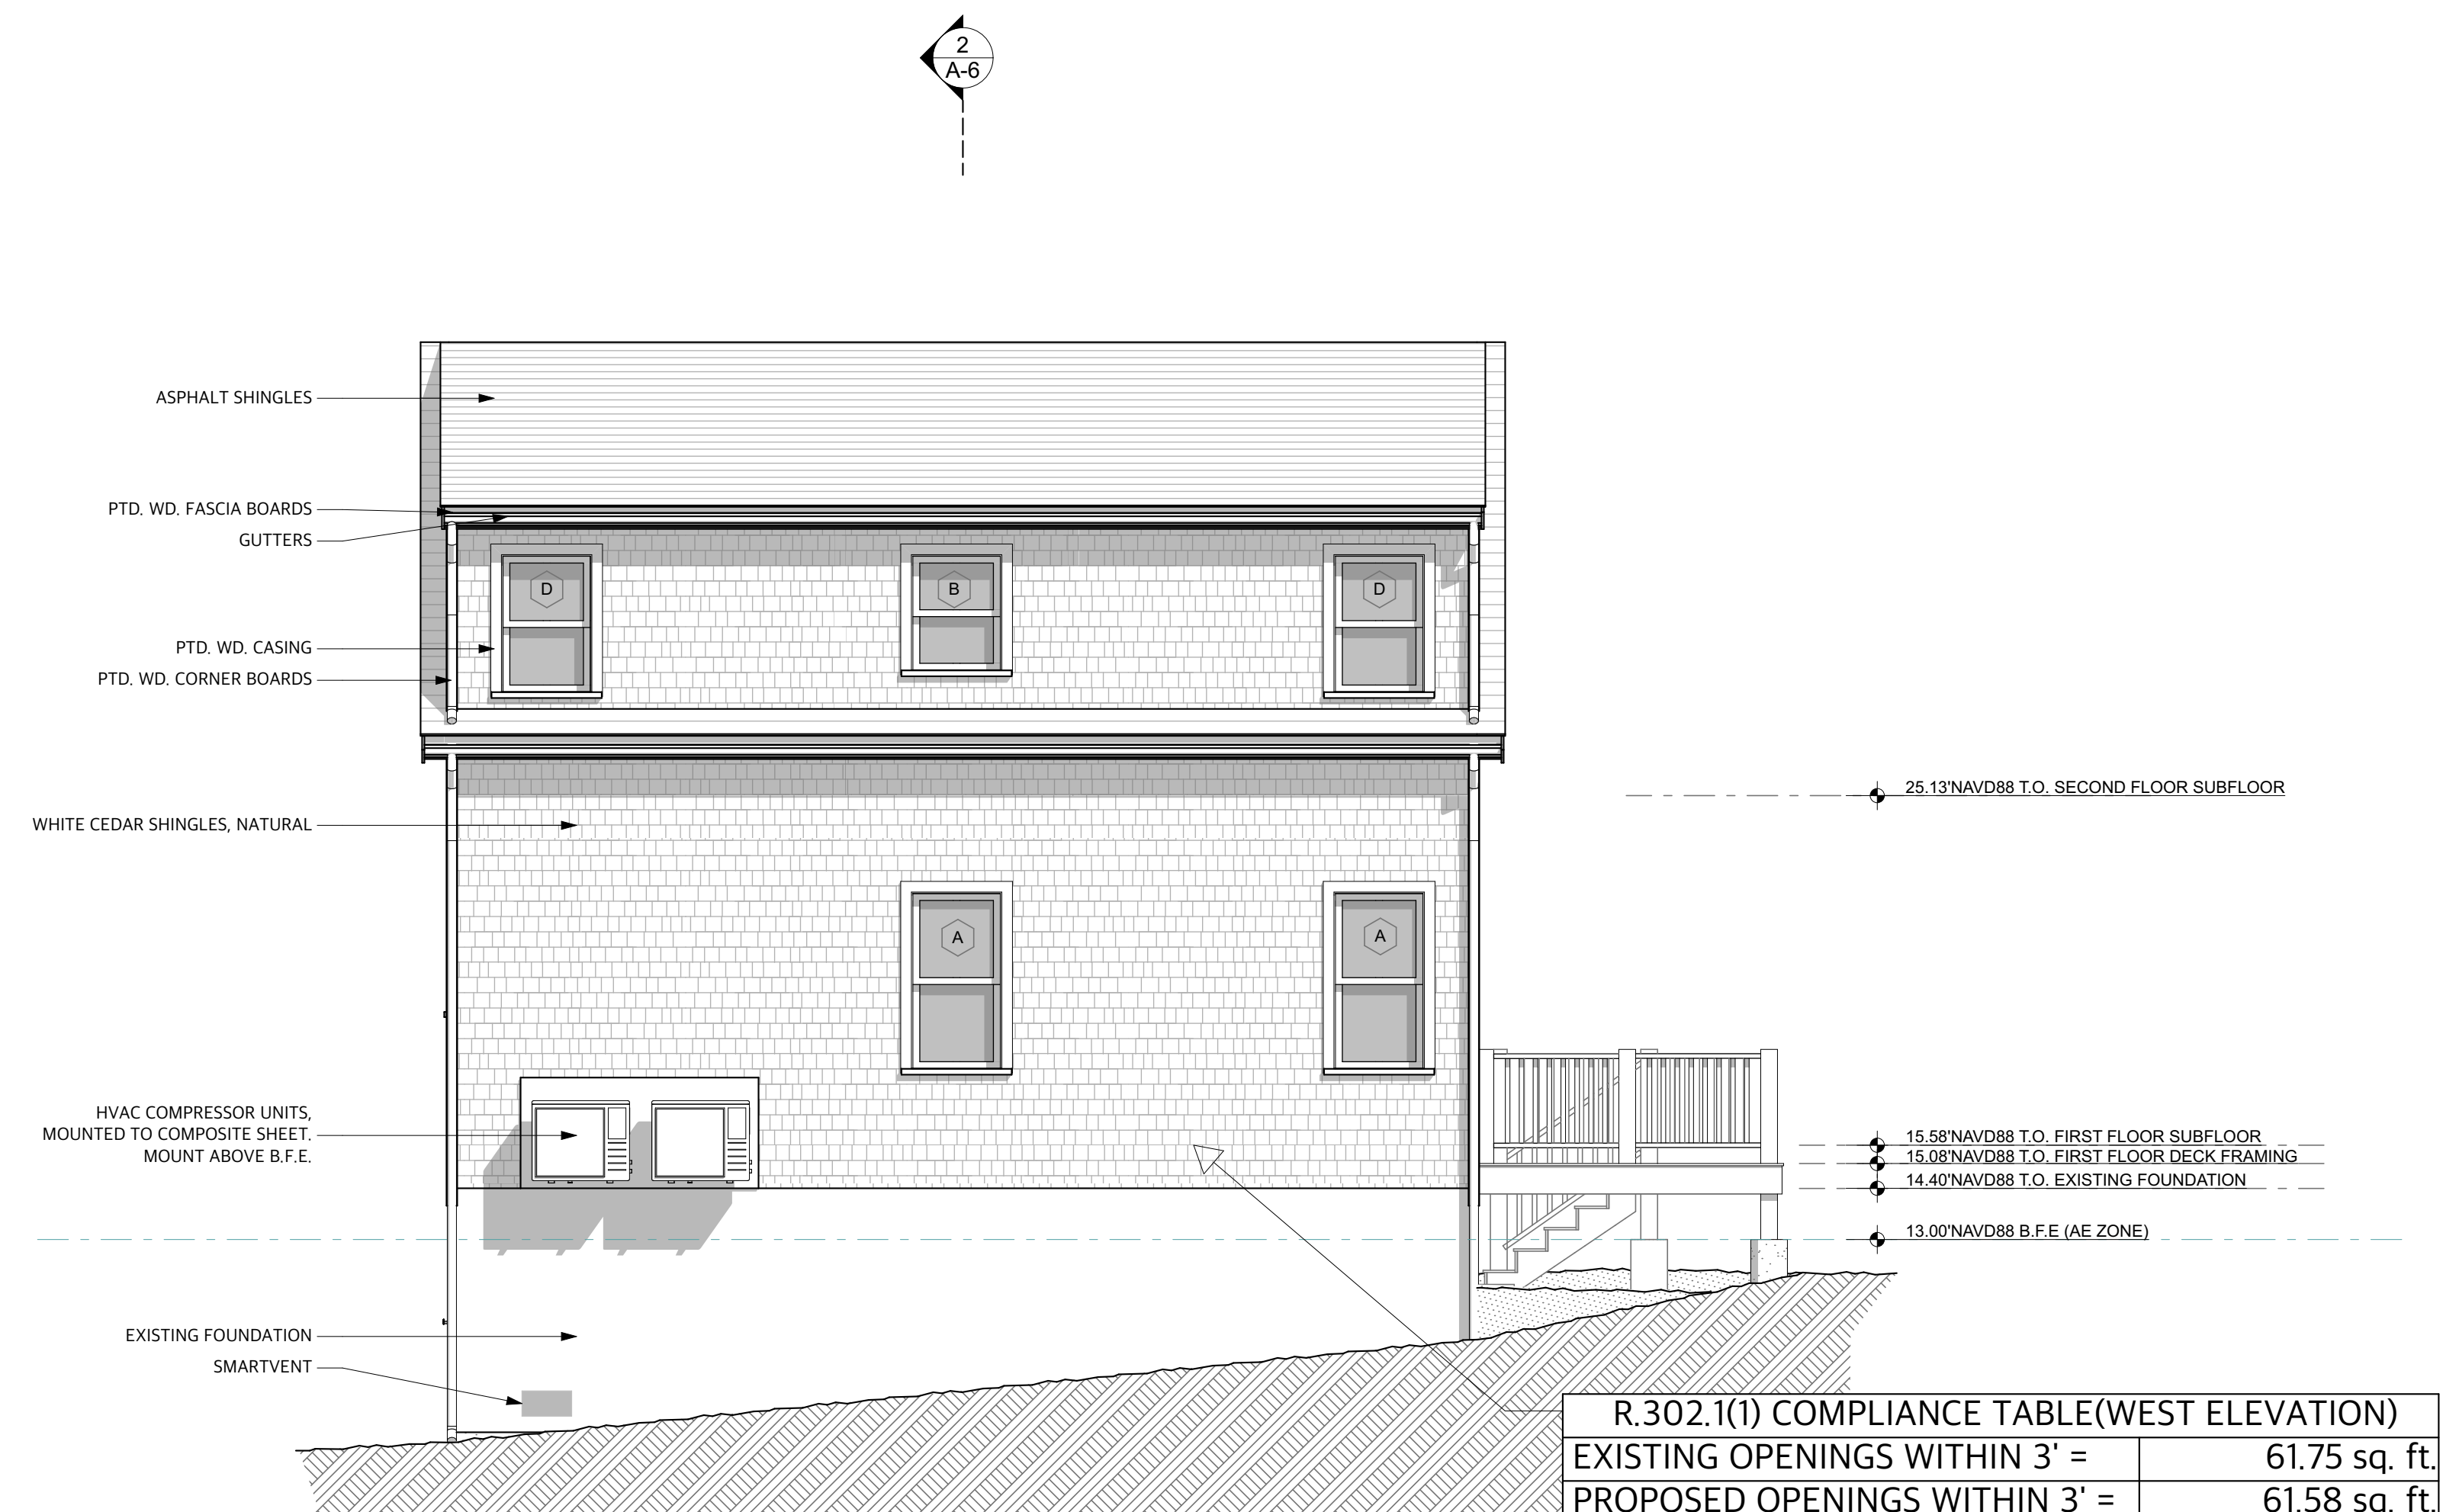 2
A-6
ASPHALT SHINGLES
PTD. WD. FASCIA BOARDS
GUTTERS
D
B
D
PTD. WD. CASING
PTD. WD. CORNER BOARDS
25.13'NAVD88 T.O. SECOND FLOOR SUBFLOOR
WHITE CEDAR SHINGLES, NATURAL
A
A
HVAC COMPRESSOR UNITS,
MOUNTED TO COMPOSITE SHEET.
MOUNT ABOVE B.F.E.
15.58'NAVD88 T.O. FIRST FLOOR SUBFLOOR
15.08'NAVD88 T.O. FIRST FLOOR DECK FRAMING
14.40'NAVD88 T.O. EXISTING FOUNDATION
13.00'NAVD88 B.F.E (AE ZONE)
EXISTING FOUNDATION
SMARTVENT
R.302.1(1) COMPLIANCE TABLE(WEST ELEVATION)
EXISTING OPENINGS WITHIN 3' = 61.75 sq. ft.
PROPOSED OPENINGS WITHIN 3' = 61.58 sq. ft.